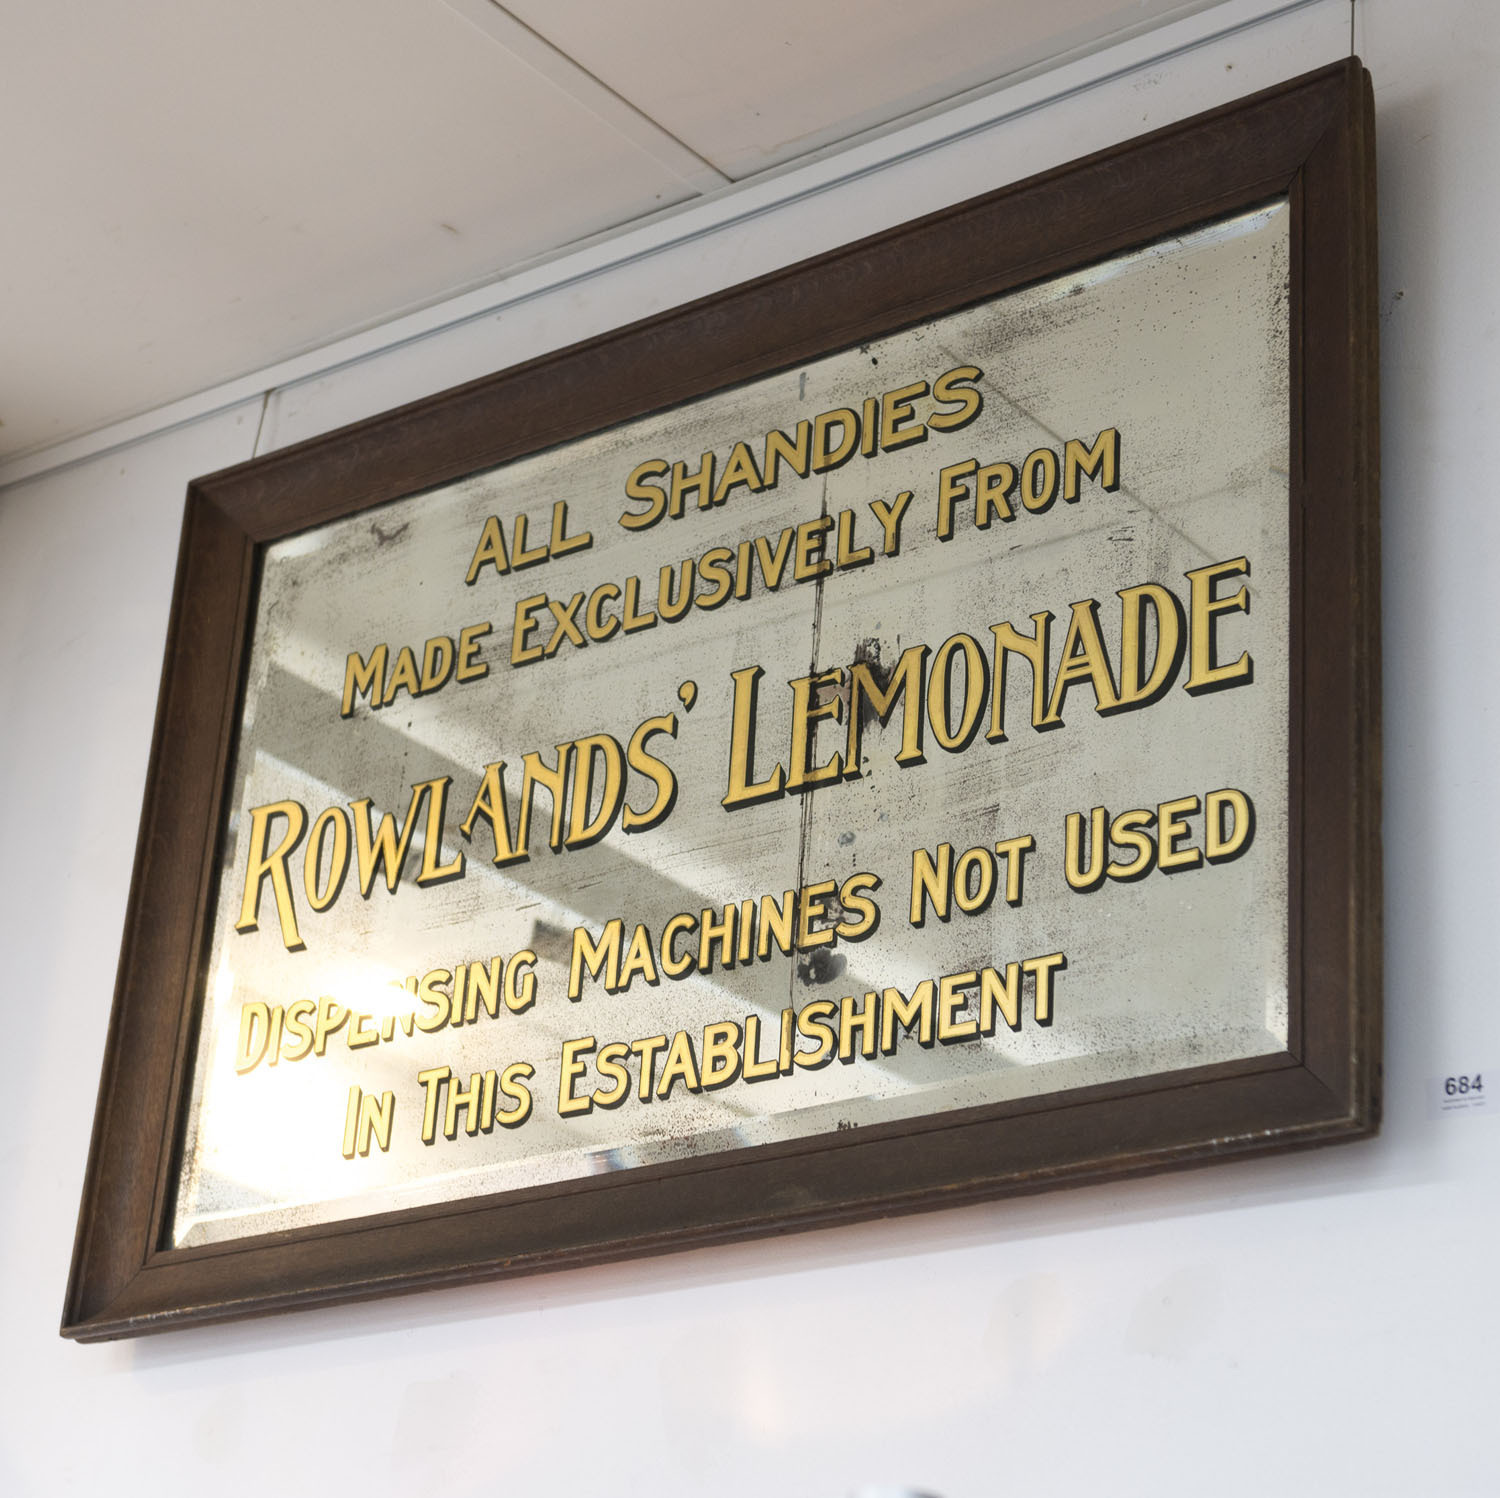 ALL SHANDIES
MADE EXCLUSIVELY FROM
ROWLANDS' LEMONADE
DISPENSING MACHINES NOT USED
IN THIS ESTABLISHMENT
684